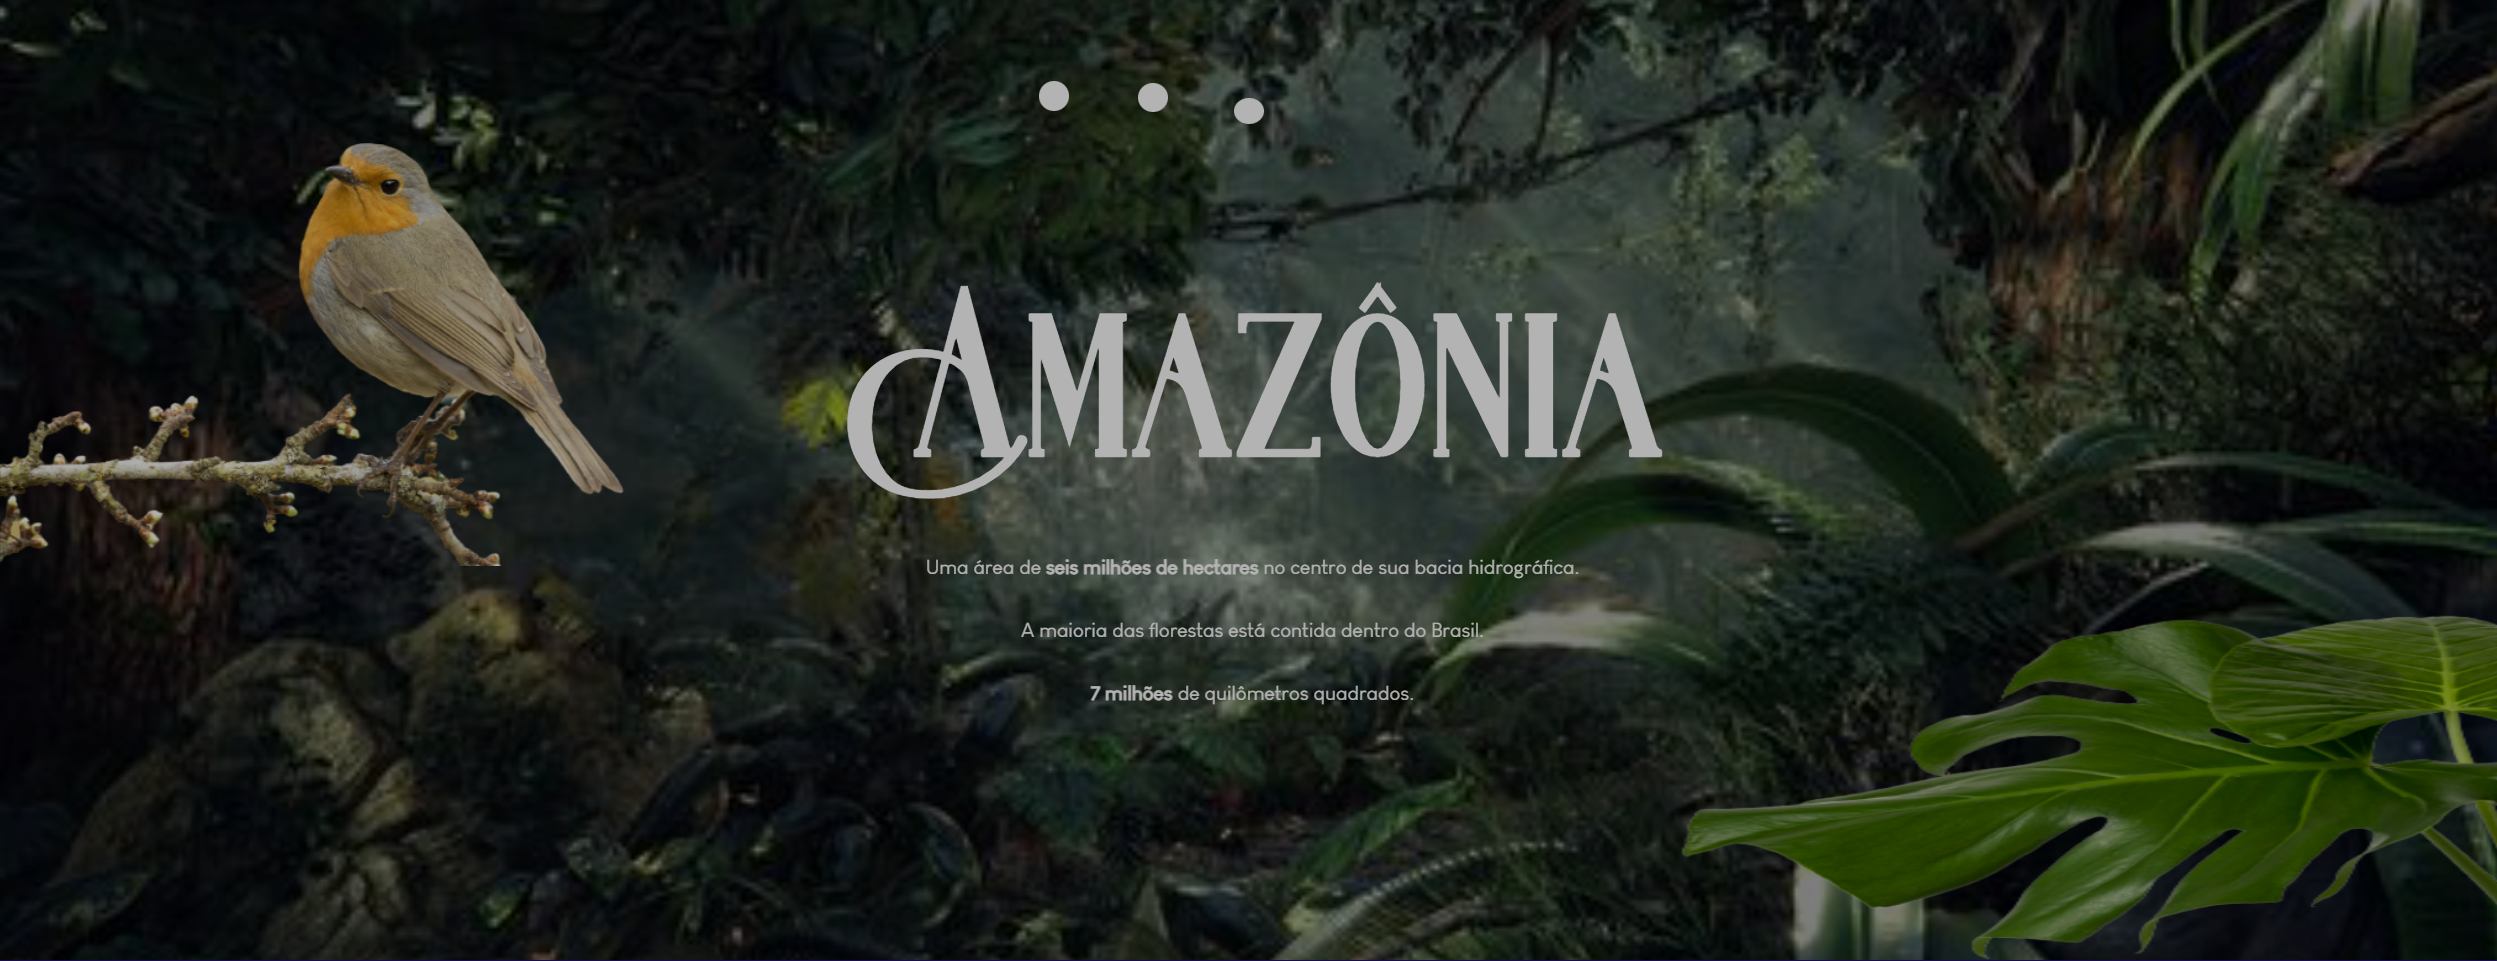 AMAZÔNIA
Uma área de seis milhões de hectares no centro de sua bacia hidrográfica.
A maioria das florestas está contida dentro do Brasil.
7 milhões de quilômetros quadrados.